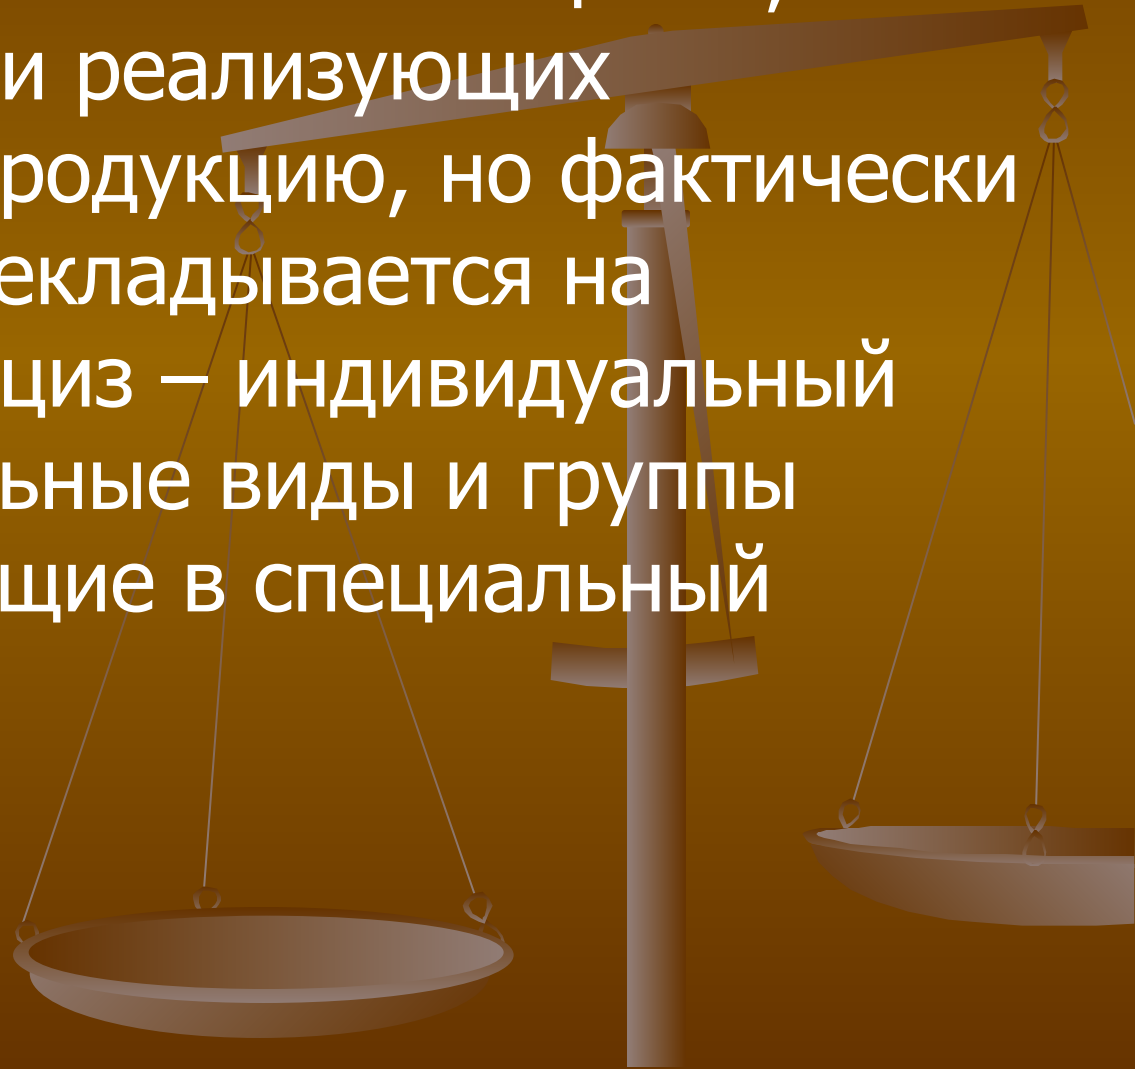 и реализующих
родукцию, но фактически
екладывается на
циз – индивидуальный
ьные виды и группы
щие в специальный